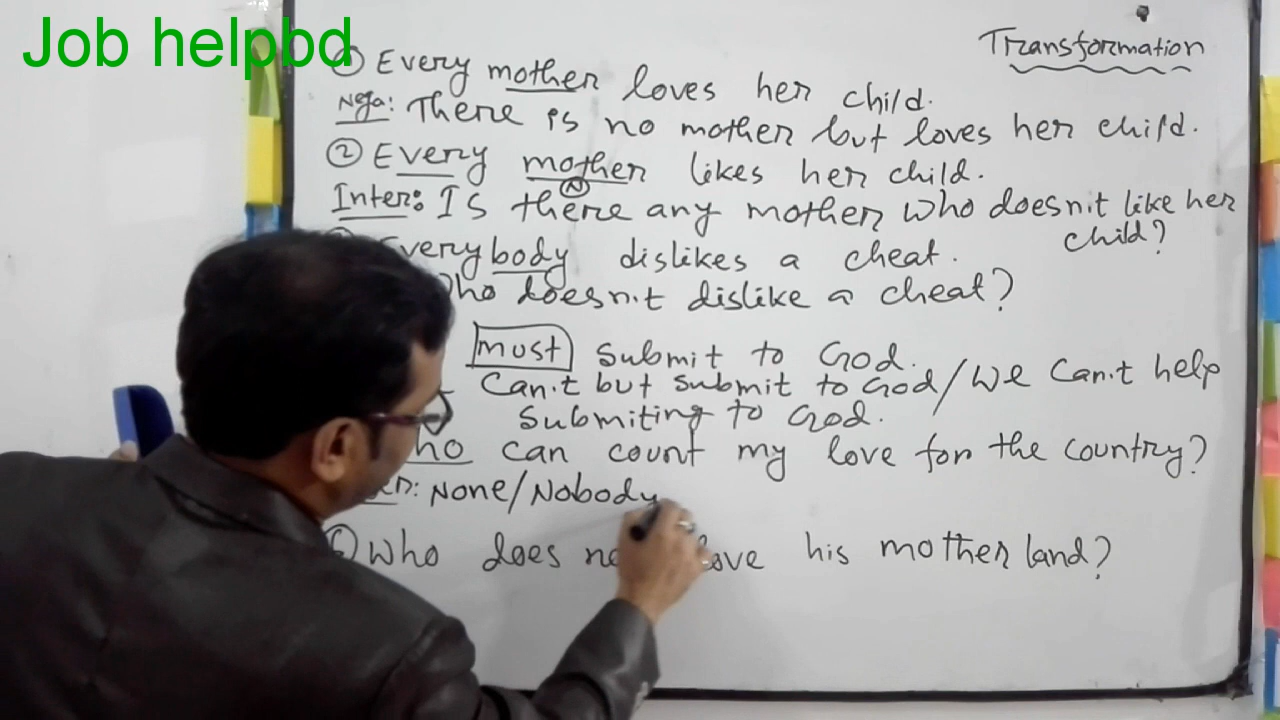 Job helpbd
Transformation
① Every mother loves her child.
Nega: There is no mother but loves her child.
② Every mother likes her child.
Inter: Is there any mother who doesn't like her
child?
verybody dislikes a cheat.
ho doesn't dislike a cheat?
must submit to God.
Can't but submit to God/We can't help
submiting to God.
ho can count my love for the country?
None/Nobody
Who does no ove his mother land?